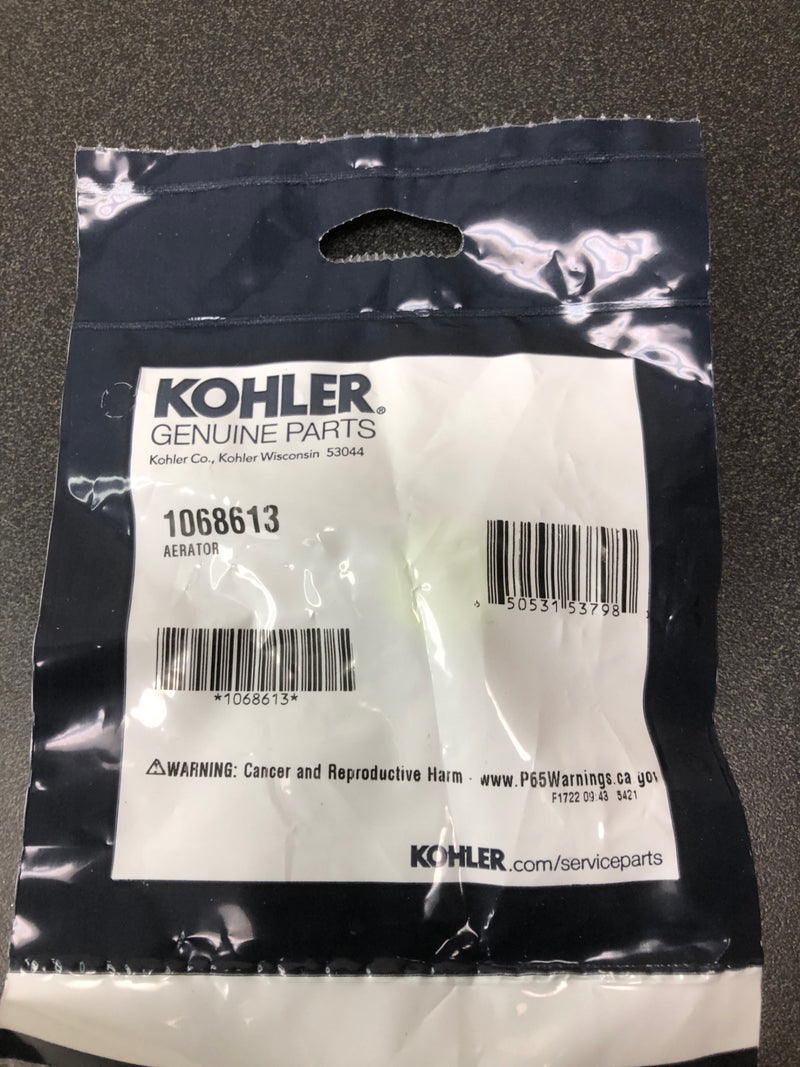 KOHLER®
GENUINE PARTS
Kohler Co., Kohler Wisconsin 53044
1068613
AERATOR
50531 53798
*1068613*
⚠WARNING: Cancer and Reproductive Harm - www.P65Warnings.ca gov
F1722 09:43 5421
KOHLER.com/serviceparts